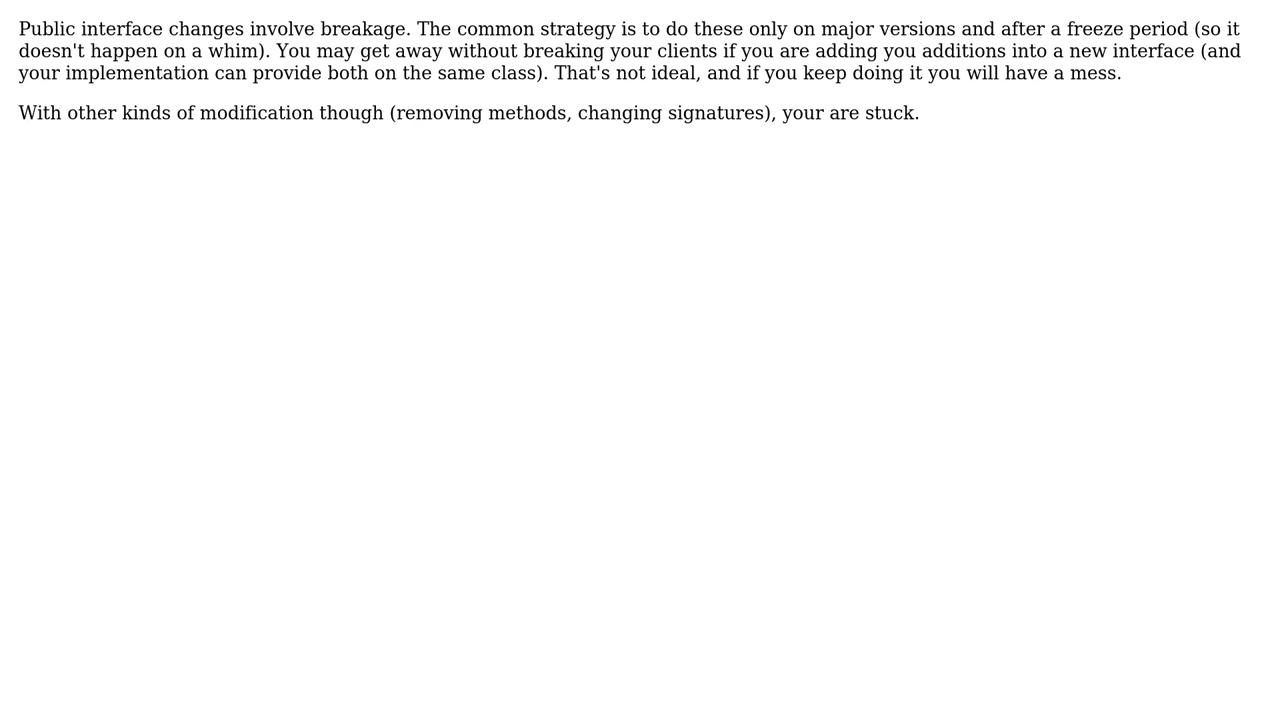 Public interface changes involve breakage. The common strategy is to do these only on major versions and after a freeze period (so it
doesn't happen on a whim). You may get away without breaking your clients if you are adding you additions into a new interface (and
your implementation can provide both on the same class). That's not ideal, and if you keep doing it you will have a mess.
With other kinds of modification though (removing methods, changing signatures), your are stuck.